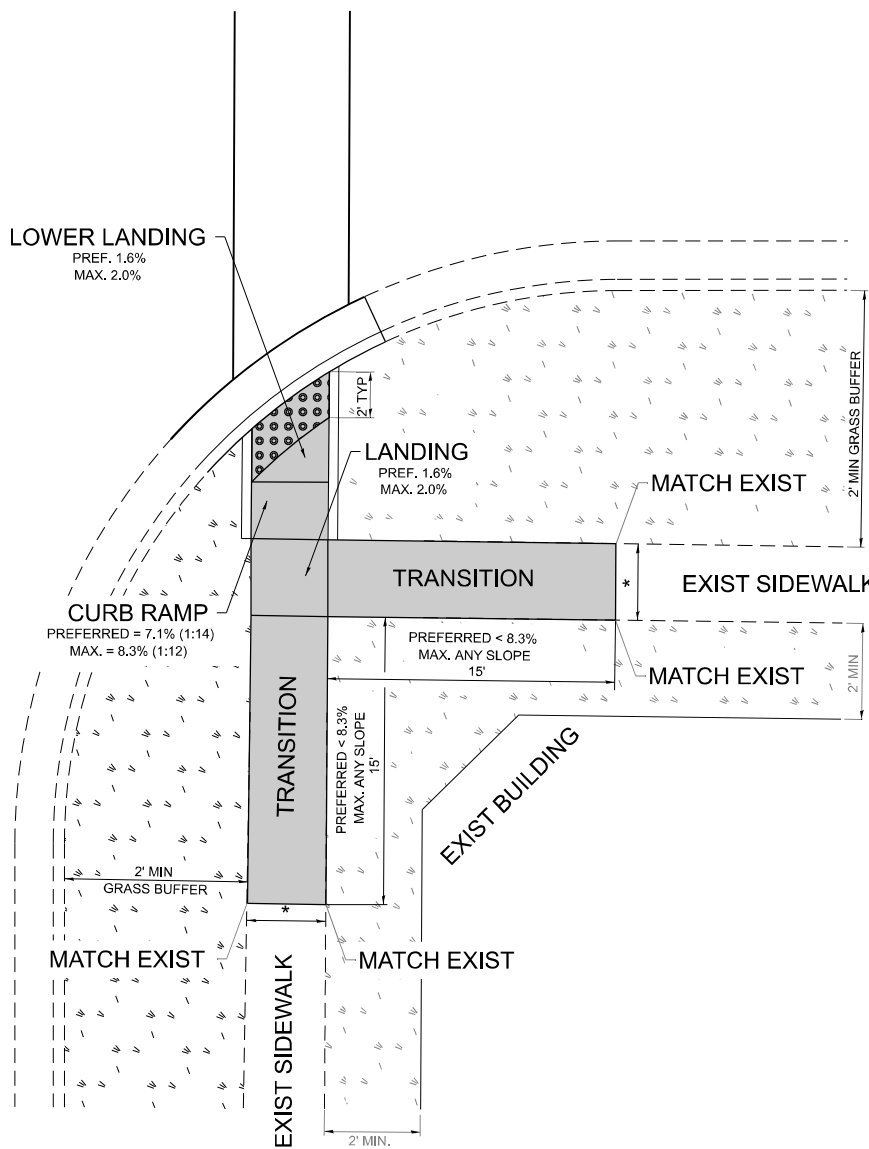 LOWER LANDING
PREF. 1.6%
MAX. 2.0%
2' TYP
LANDING
PREF. 1.6%
MAX. 2.0%
2' MIN GRASS BUFFER
MATCH EXIST
TRANSITION
*
EXIST SIDEWALK
CURB RAMP
PREFERRED = 7.1% (1:14)
MAX. = 8.3% (1:12)
PREFERRED < 8.3%
MAX. ANY SLOPE
15'
MATCH EXIST
2' MIN
TRANSITION
PREFERRED < 8.3%
MAX. ANY SLOPE
15'
EXIST BUILDING
2' MIN
GRASS BUFFER
*
MATCH EXIST
MATCH EXIST
EXIST SIDEWALK
2' MIN.